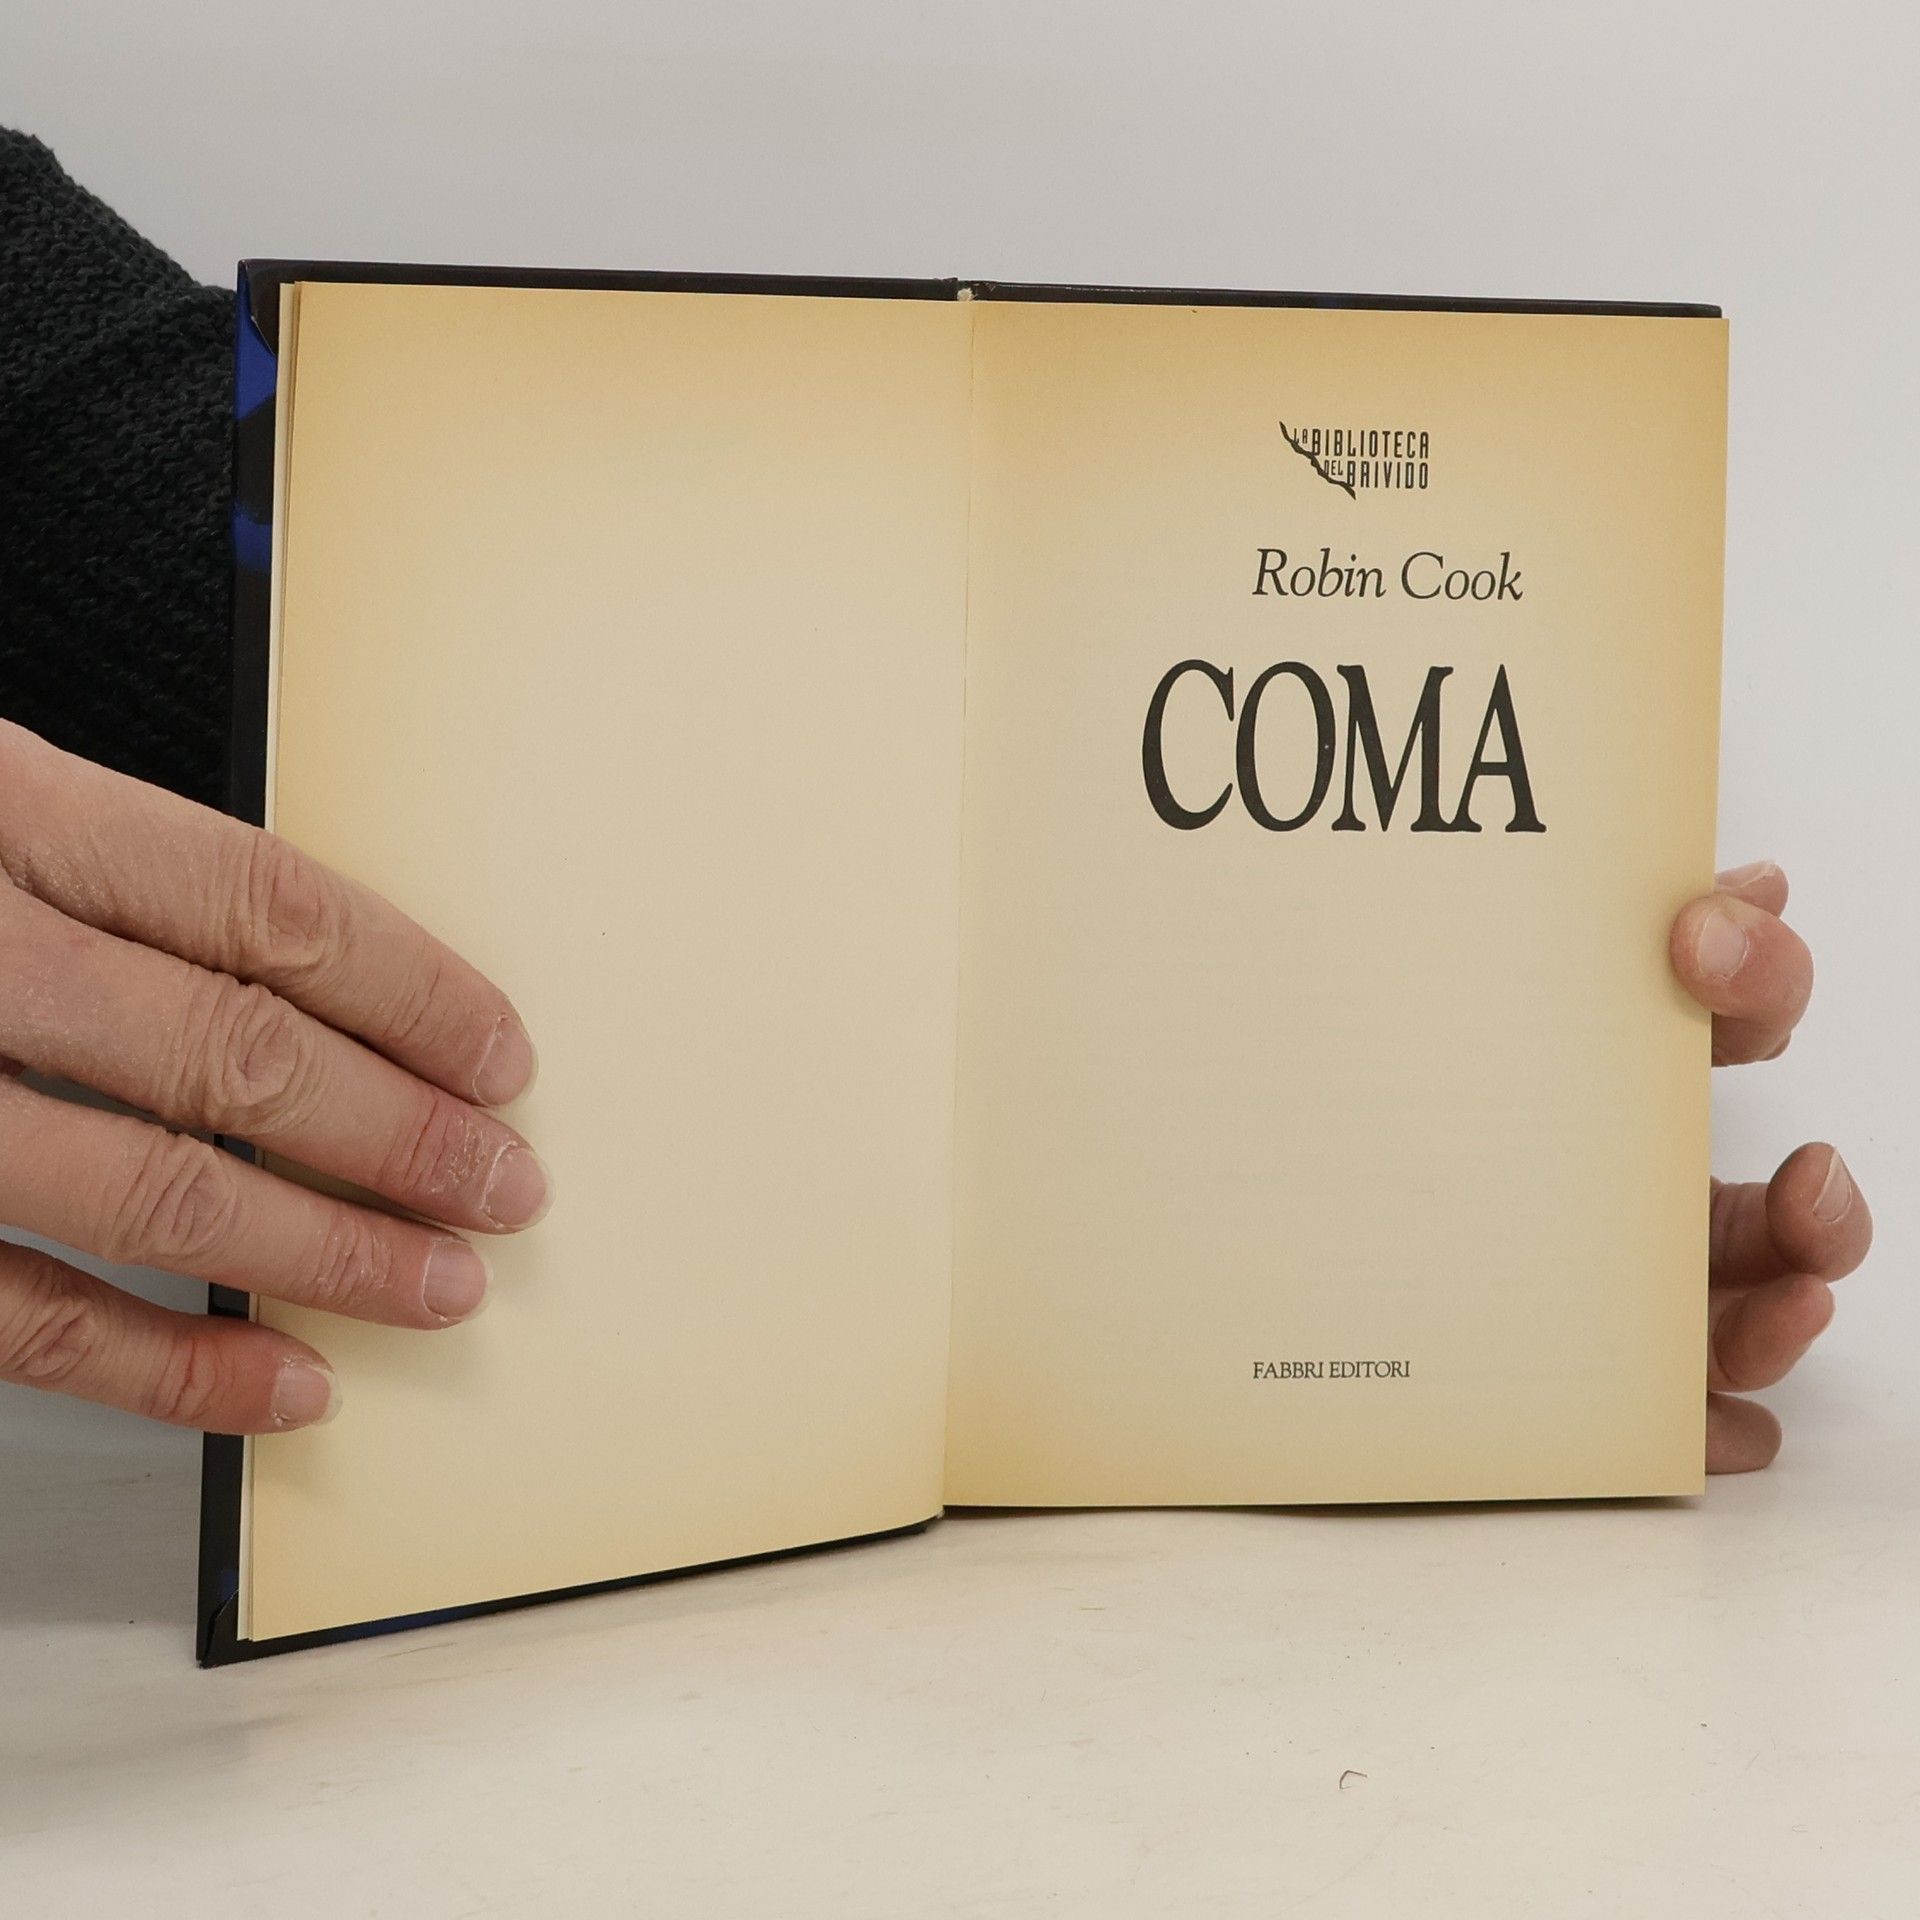 LA BIBLIOTECA
DEL BRIVIDO
Robin Cook
COMA
FABBRI EDITORI